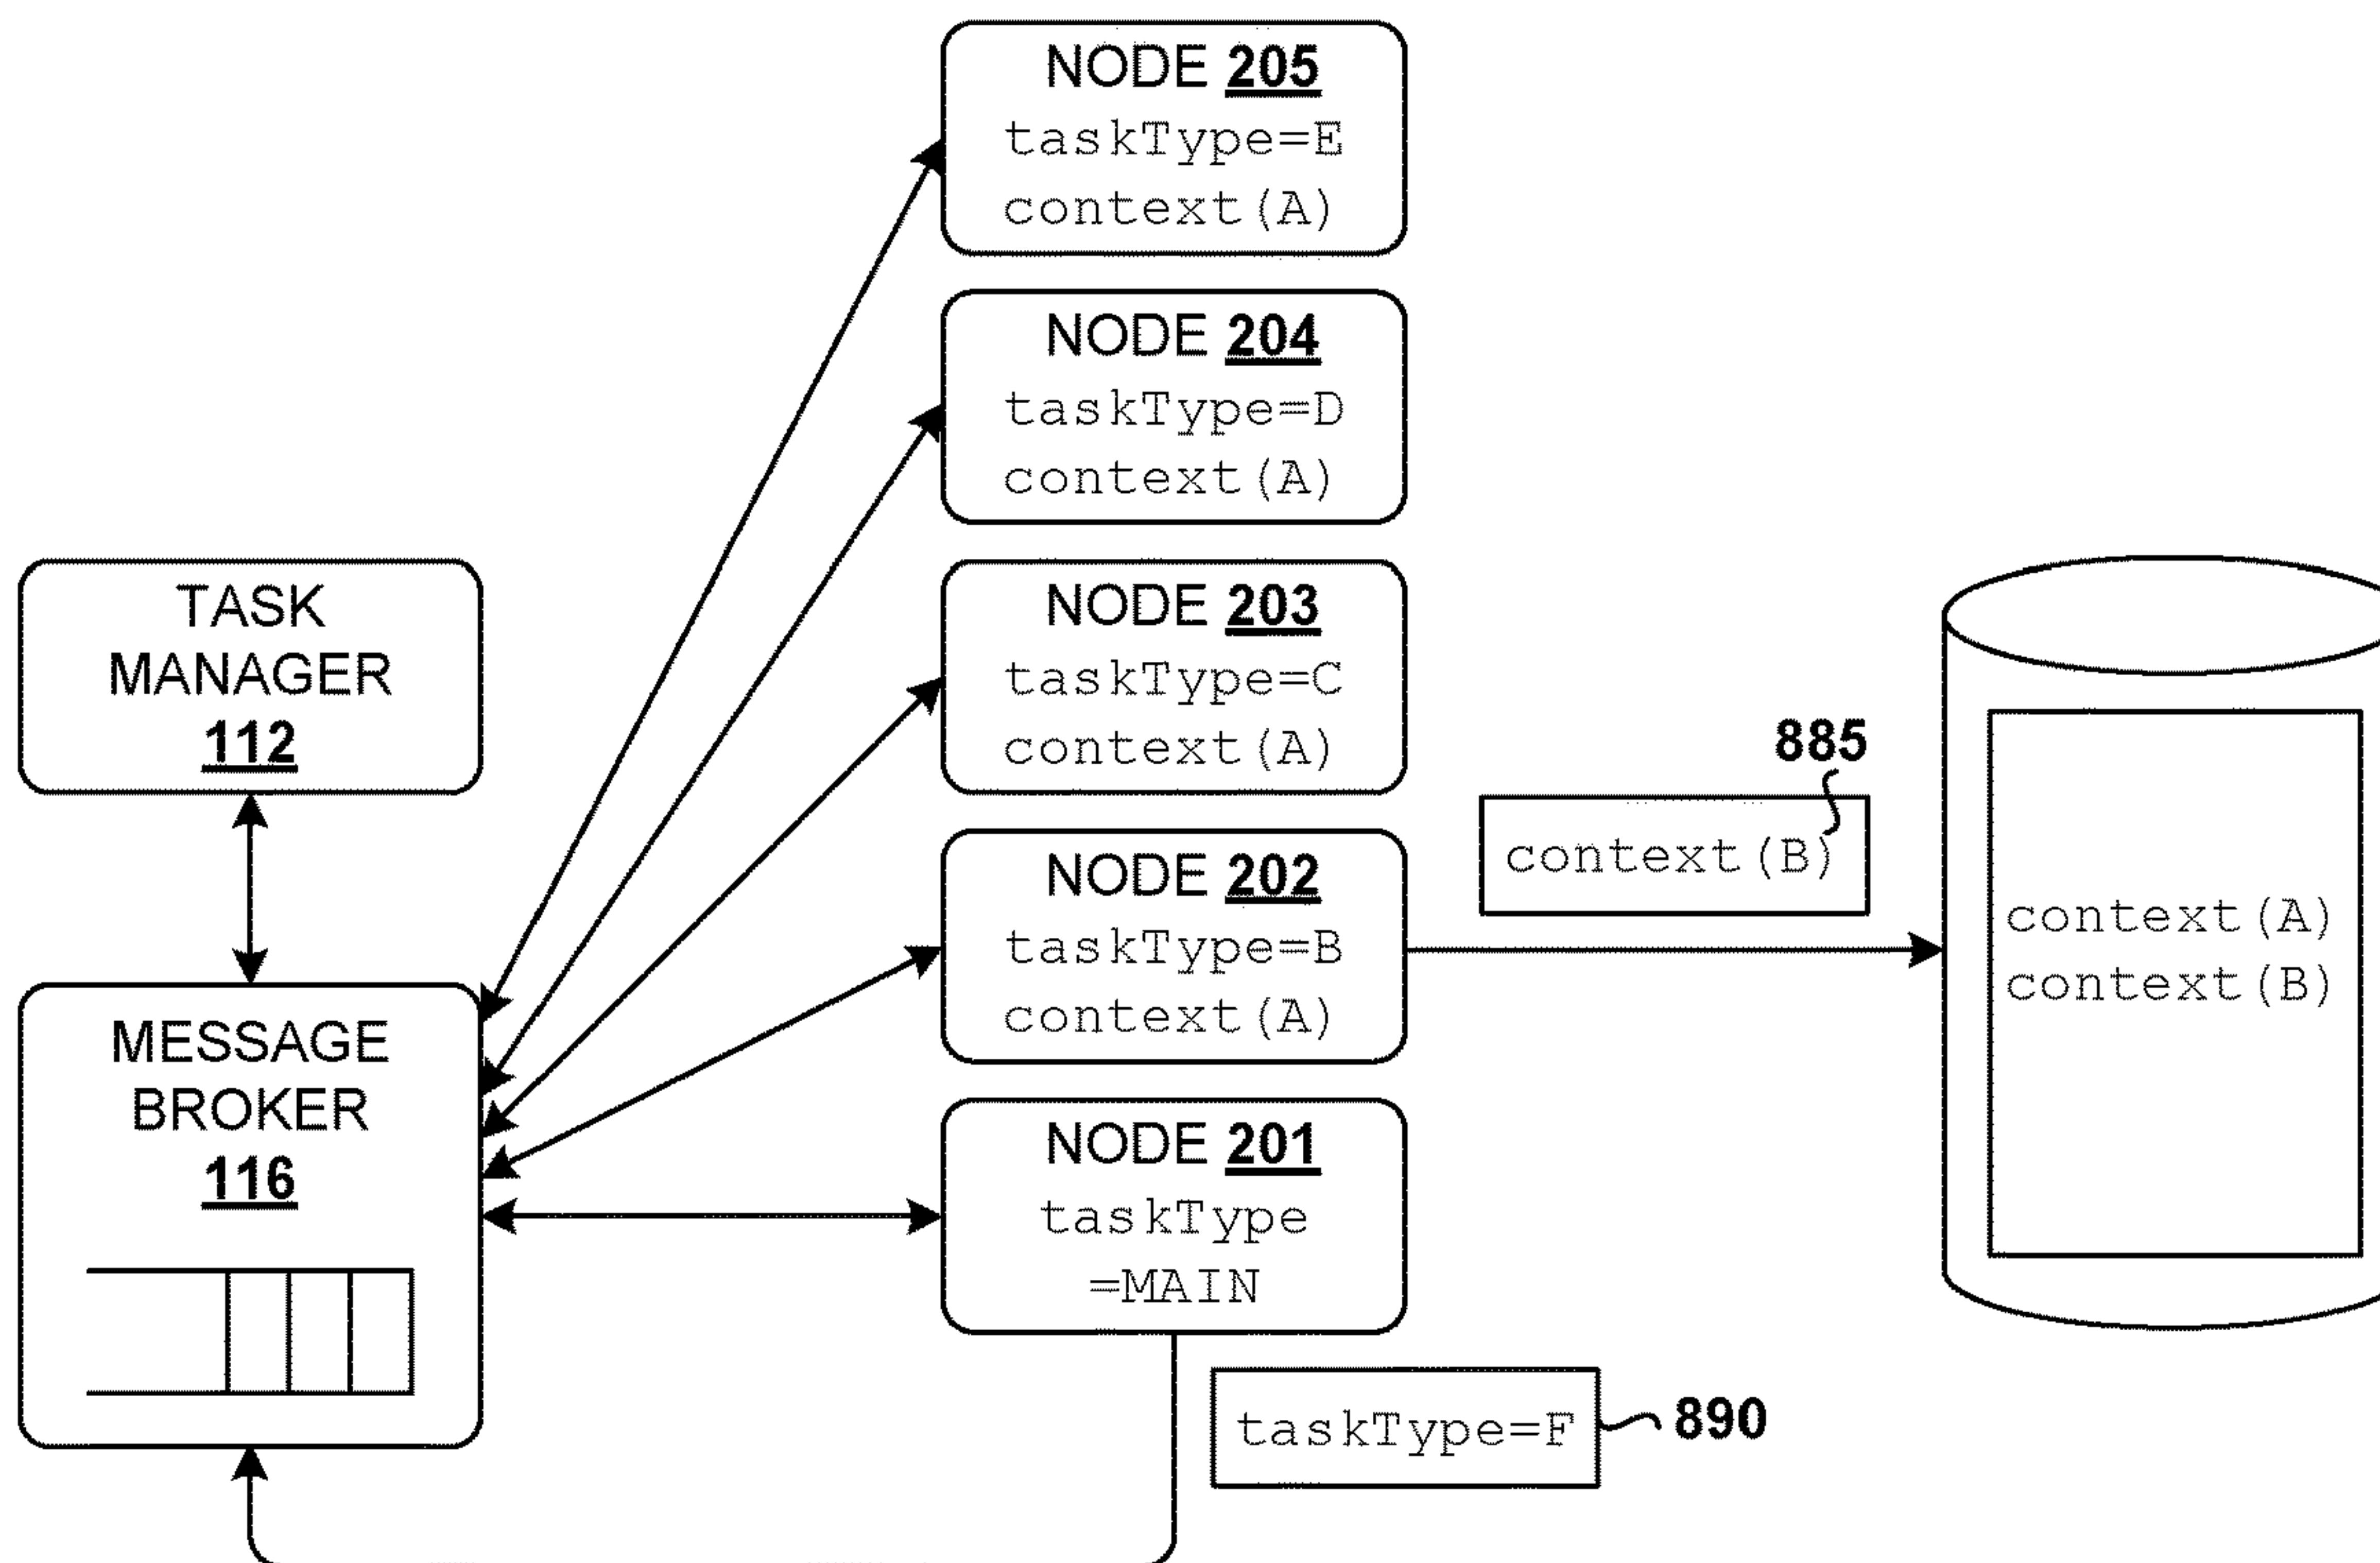 NODE 205
taskType=E
context(A)
NODE 204
taskType=D
context(A)
TASK
MANAGER
112
NODE 203
taskType=C
context(A)
885
context(B)
NODE 202
taskType=B
context(A)
context(A)
context(B)
MESSAGE
BROKER
116
NODE 201
taskType
=MAIN
taskType=F
890